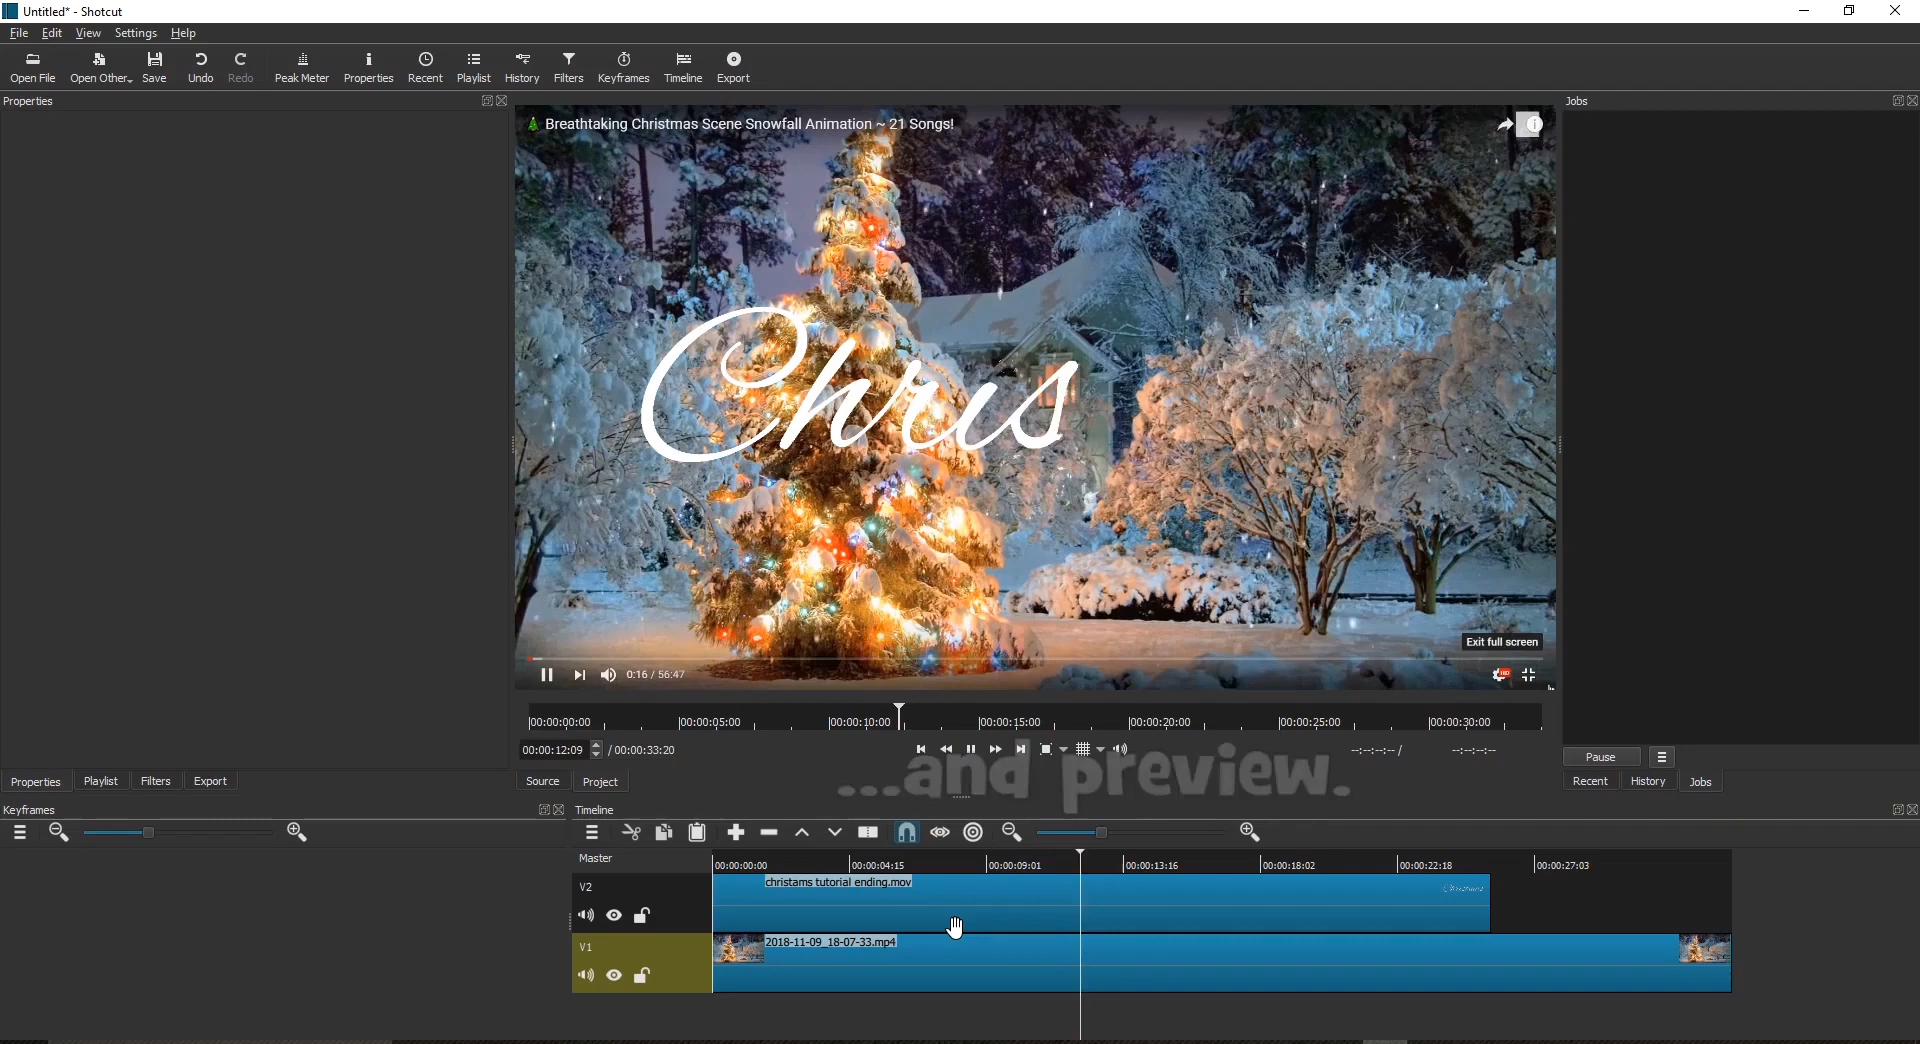 Untitled* - Shotcut
File Edit View Settings Help
Open File Open Other... Save Undo Redo Peak Meter Properties Recent Playlist History Filters Keyframes Timeline Export
Properties
Jobs
Breathtaking Christmas Scene Snowfall Animation ~ 21 Songs!
Chris
Exit full screen
0:16 / 56:47
HD
00:00:00:00 00:00:05:00 00:00:10:00 00:00:15:00 00:00:20:00 00:00:25:00 00:00:30:00
00:00:12:09 / 00:00:33:20
--:--:--:-- / --:--:--:--
Pause
...and preview.
Properties Playlist Filters Export
Source Project
Recent History Jobs
Keyframes
Timeline
Master
00:00:00:00 00:00:04:15 00:00:09:01 00:00:13:16 00:00:18:02 00:00:22:18 00:00:27:03
V2
christams tutorial ending.mov
Christmas
V1
2018-11-09_18-07-33.mp4